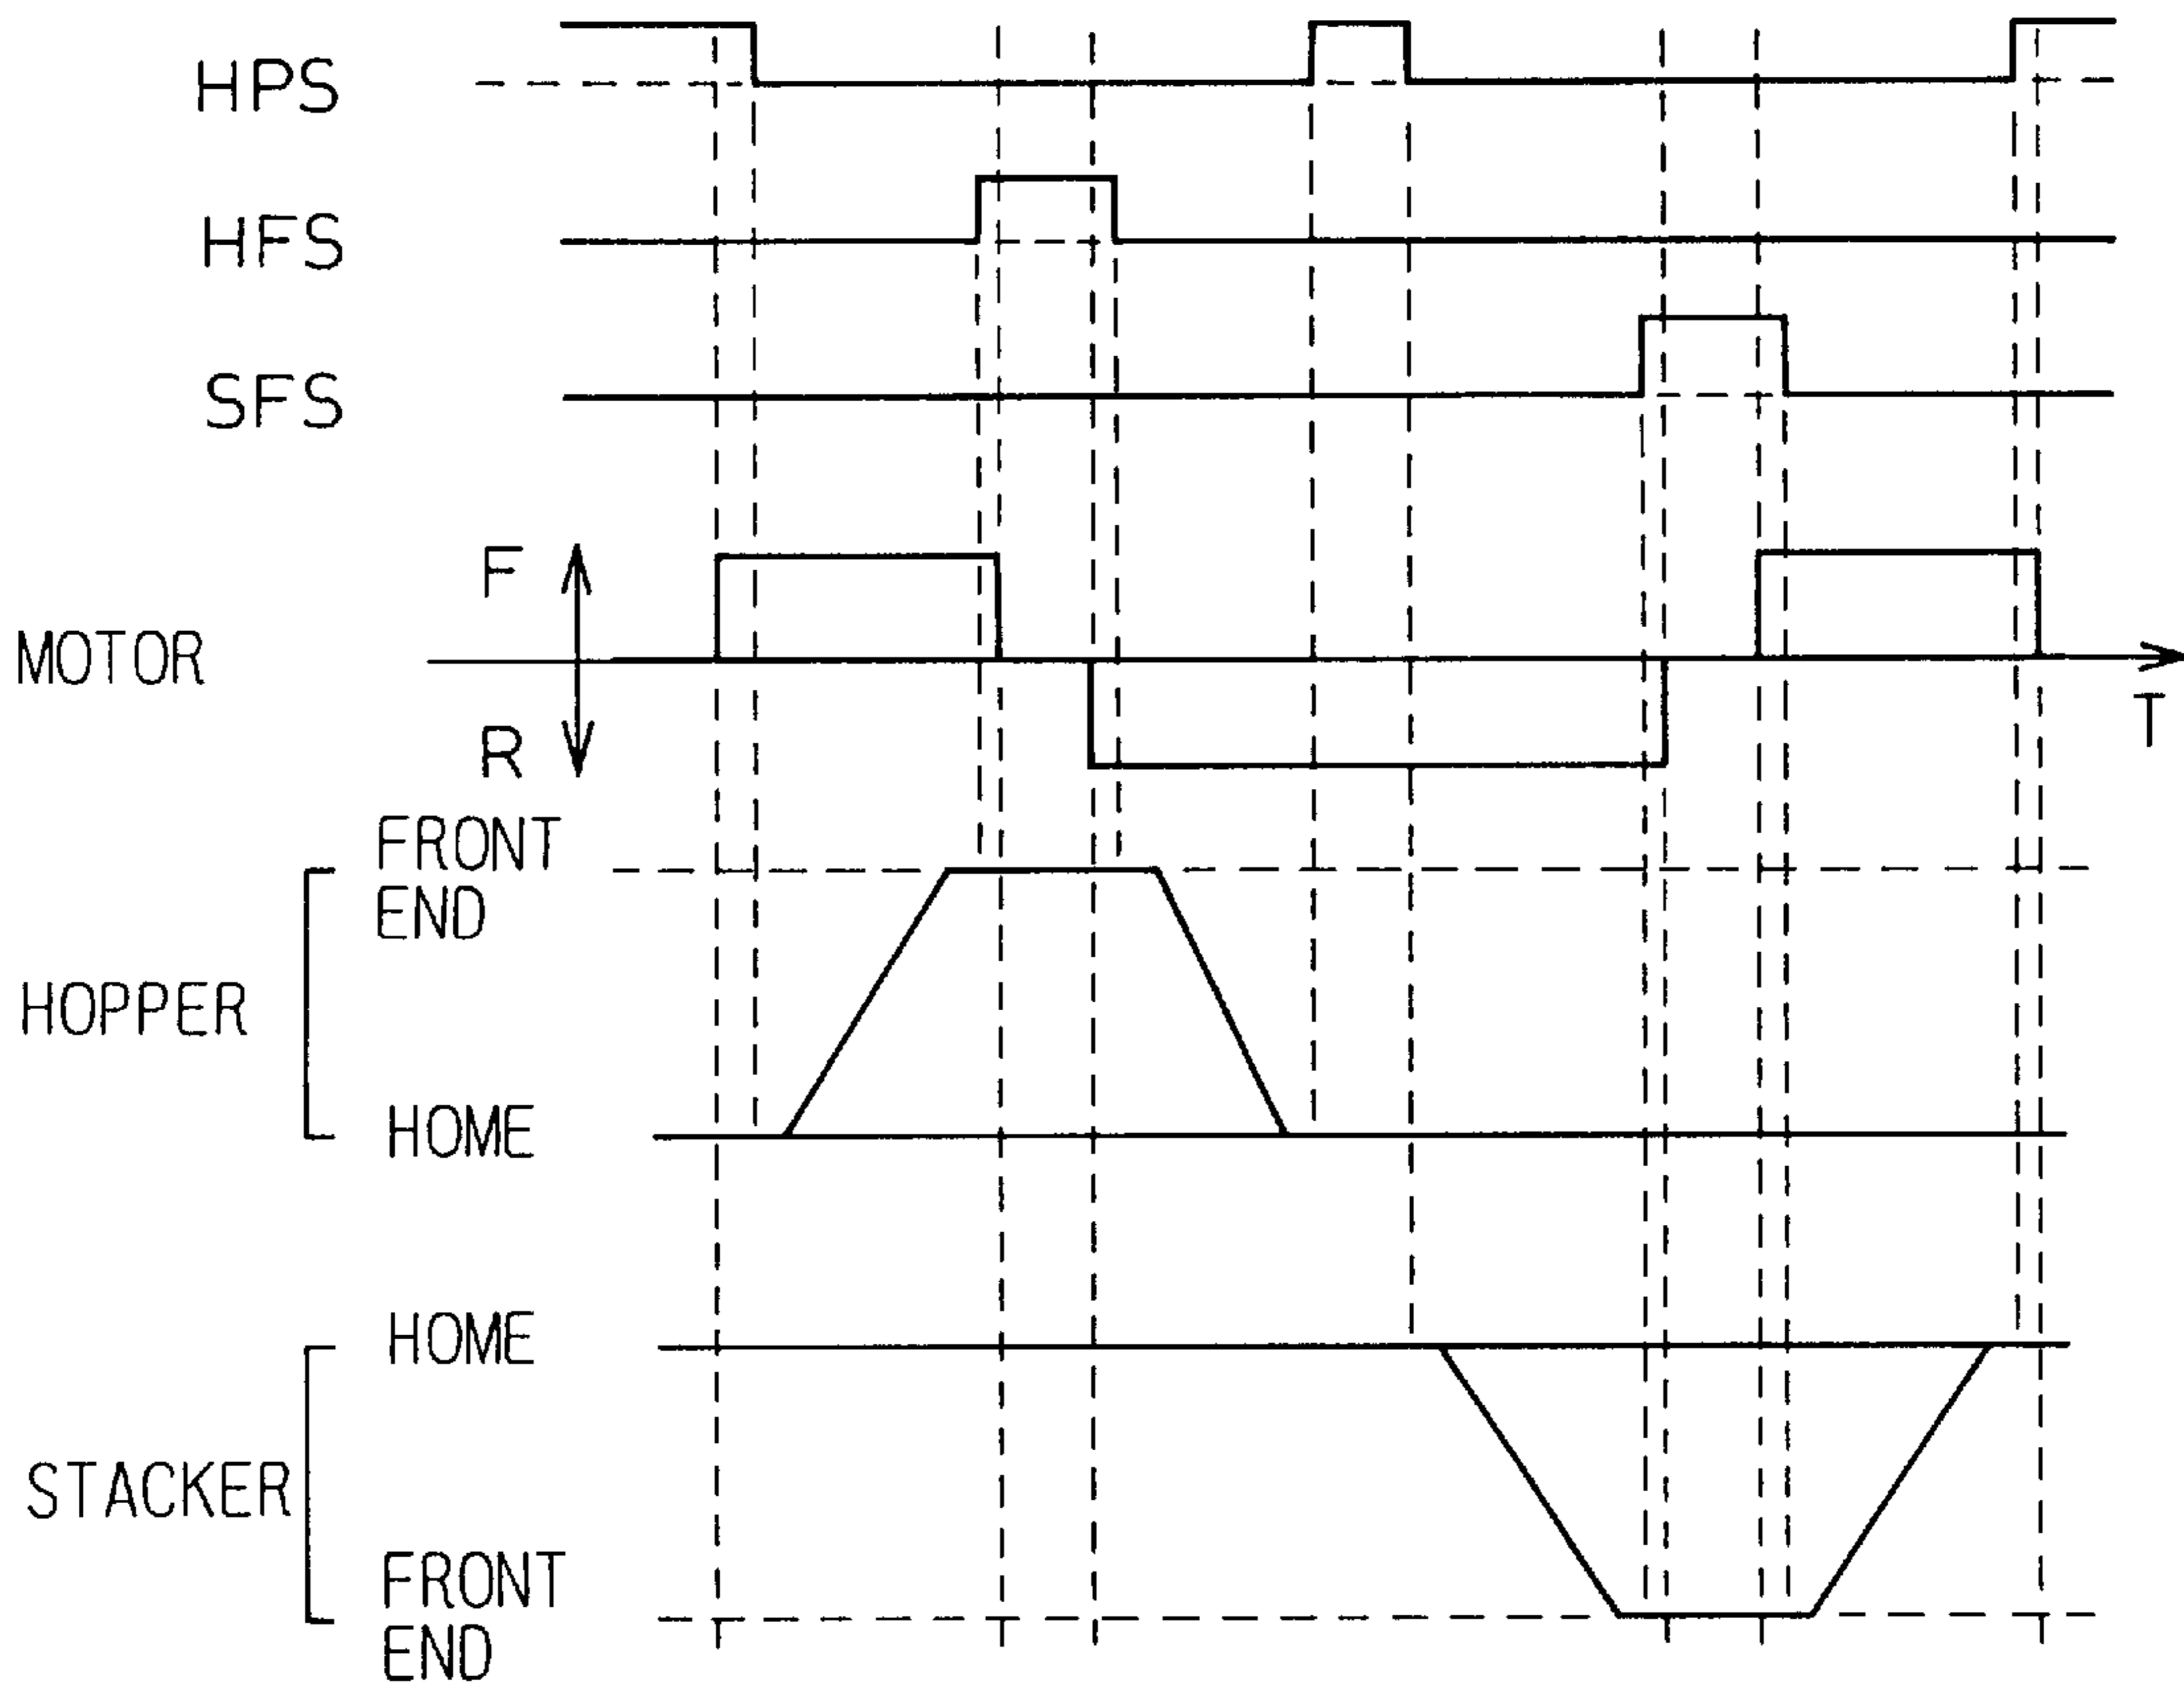 HPS
HFS
SFS
F
MOTOR
R
T
FRONT
END
HOPPER
HOME
HOME
STACKER
FRONT
END